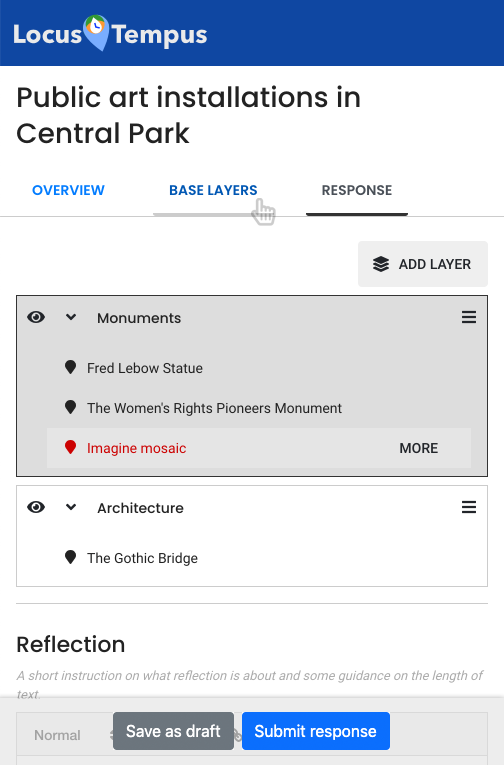 Locus Tempus
Public art installations in
Central Park
OVERVIEW BASE LAYERS RESPONSE
ADD LAYER
Monuments
Fred Lebow Statue
The Women's Rights Pioneers Monument
Imagine mosaic MORE
Architecture
The Gothic Bridge
Reflection
A short instruction on what reflection is about and some guidance on the length of
text.
Normal
Save as draft Submit response